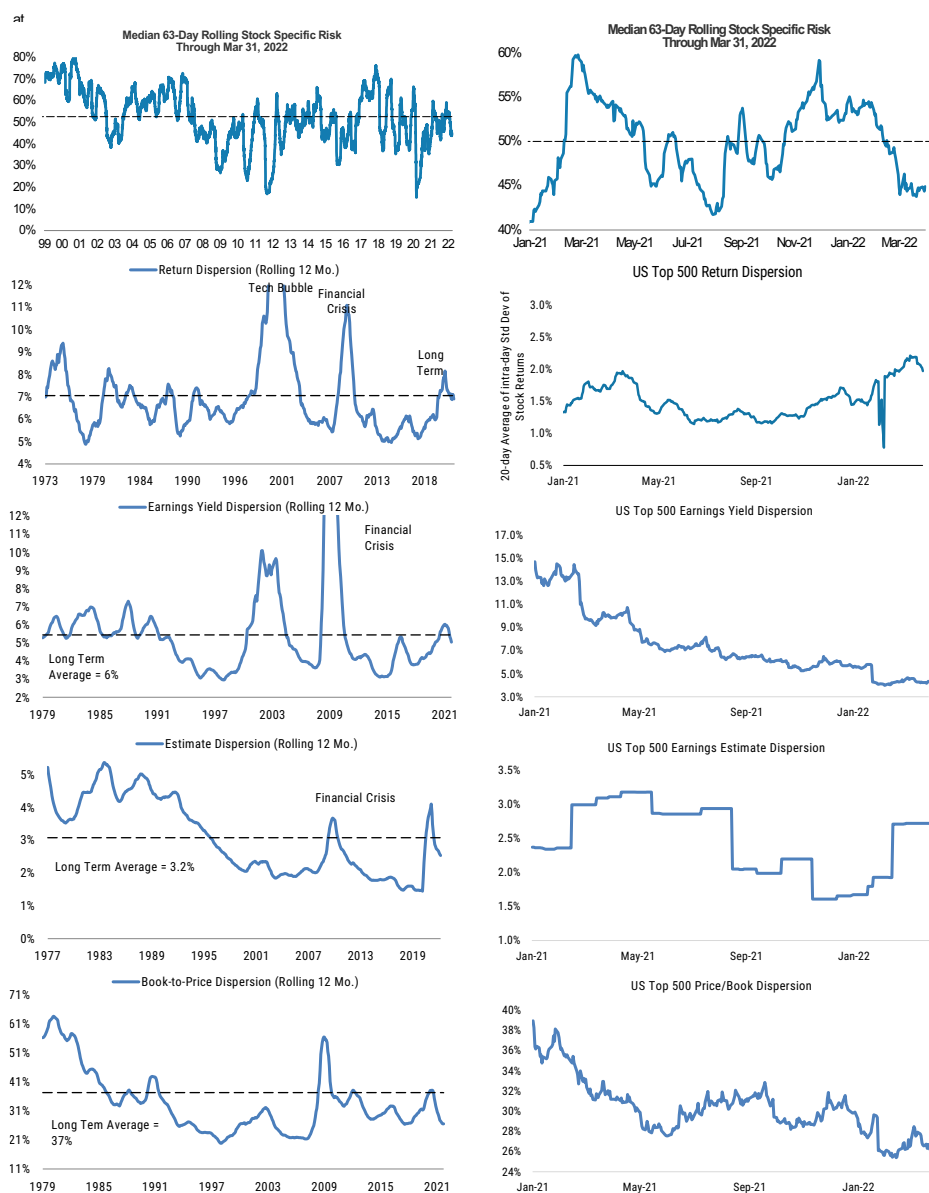 at
Median 63-Day Rolling Stock Specific Risk
Through Mar 31, 2022
80%
70%
60%
50%
40%
30%
20%
10%
0%
99 00 01 02 03 04 05 06 07 08 09 10 11 12 13 14 15 16 17 18 19 20 21 22
Median 63-Day Rolling Stock Specific Risk
Through Mar 31, 2022
60%
55%
50%
45%
40%
Jan-21 Mar-21 May-21 Jul-21 Sep-21 Nov-21 Jan-22 Mar-22
Return Dispersion (Rolling 12 Mo.)
Tech Bubble
Financial
Crisis
Long
Term
12%
11%
10%
9%
8%
7%
6%
5%
4%
1973 1979 1984 1990 1996 2001 2007 2013 2018
US Top 500 Return Dispersion
20-day Average of intra-day Std Dev of
Stock Returns
3.0%
2.5%
2.0%
1.5%
1.0%
0.5%
Jan-21 May-21 Sep-21 Jan-22
Earnings Yield Dispersion (Rolling 12 Mo.)
Financial
Crisis
12%
11%
10%
9%
8%
7%
6%
5%
4%
3%
2%
Long Term
Average = 6%
1979 1985 1991 1997 2003 2009 2015 2021
US Top 500 Earnings Yield Dispersion
17.0%
15.0%
13.0%
11.0%
9.0%
7.0%
5.0%
3.0%
Jan-21 May-21 Sep-21 Jan-22
Estimate Dispersion (Rolling 12 Mo.)
Financial Crisis
5%
4%
3%
2%
1%
0%
Long Term Average = 3.2%
1977 1983 1989 1995 2001 2007 2013 2019
US Top 500 Earnings Estimate Dispersion
3.5%
3.0%
2.5%
2.0%
1.5%
1.0%
Jan-21 May-21 Sep-21 Jan-22
Book-to-Price Dispersion (Rolling 12 Mo.)
71%
61%
51%
41%
31%
21%
11%
Long Tem Average =
37%
1979 1985 1991 1997 2003 2009 2015 2021
US Top 500 Price/Book Dispersion
40%
38%
36%
34%
32%
30%
28%
26%
24%
Jan-21 May-21 Sep-21 Jan-22